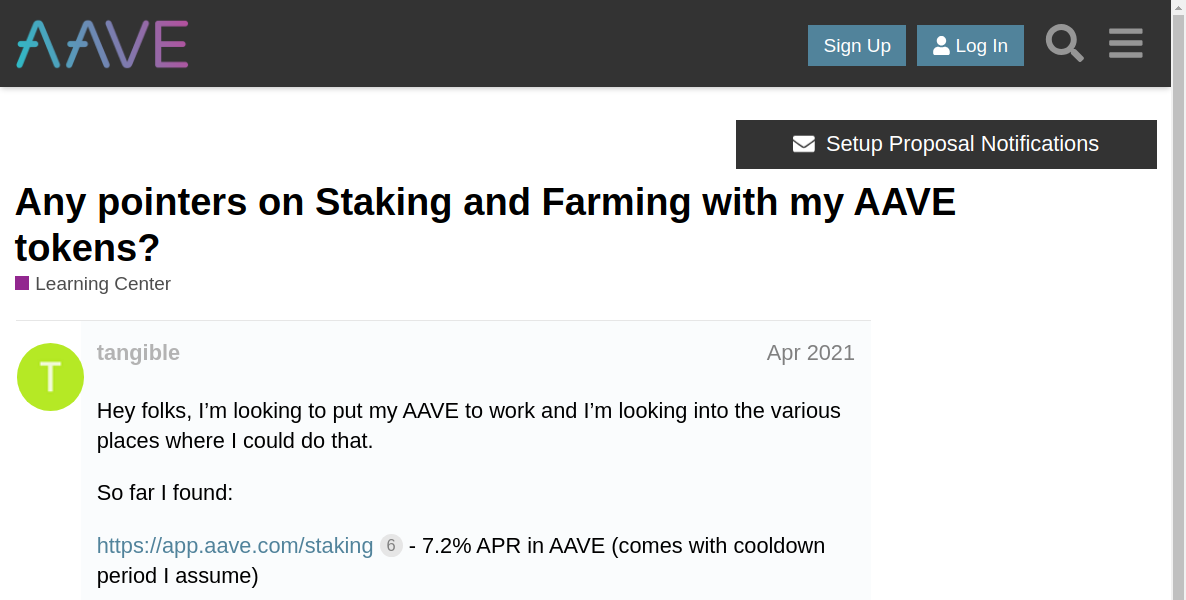 AAVE
Sign Up
Log In
Setup Proposal Notifications
Any pointers on Staking and Farming with my AAVE
tokens?
Learning Center
T
tangible
Apr 2021
Hey folks, I’m looking to put my AAVE to work and I’m looking into the various
places where I could do that.
So far I found:
https://app.aave.com/staking 6 - 7.2% APR in AAVE (comes with cooldown
period I assume)